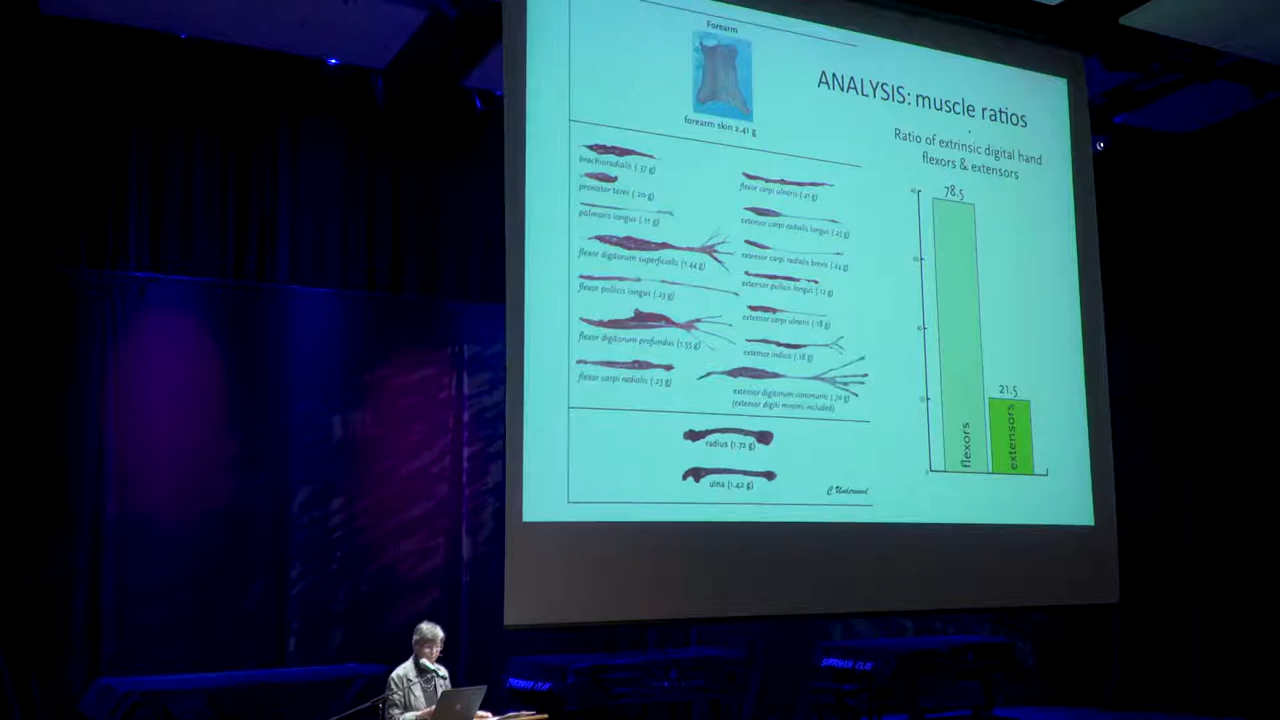 Forearm
forearm skin 2.41 g
ANALYSIS: muscle ratios
brachioradialis (.37 g)
pronator teres (.20 g)
palmaris longus (.11 g)
flexor digitorum superficialis (1.44 g)
flexor pollicis longus (.23 g)
flexor digitorum profundus (1.55 g)
flexor carpi radialis (.23 g)
flexor carpi ulnaris (.21 g)
extensor carpi radialis longus (.25 g)
extensor carpi radialis brevis (.24 g)
extensor pollicis longus (.12 g)
extensor carpi ulnaris (.18 g)
extensor indicis (.16 g)
extensor digitorum communis (.70 g)
(extensor digiti minimi included)
radius (1.72 g)
ulna (1.42 g)
C Underwood
Ratio of extrinsic digital hand
flexors & extensors
78.5
21.5
flexors
extensors